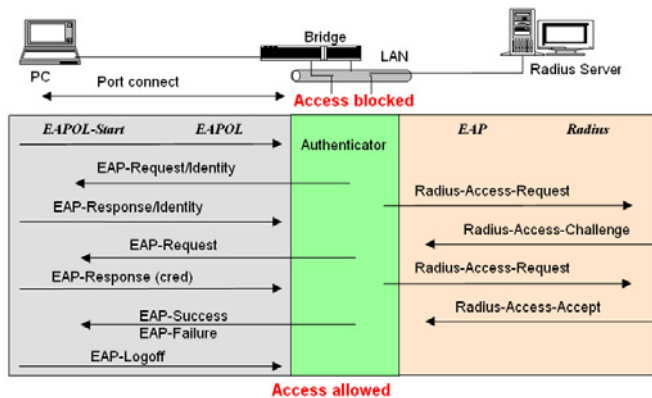 Bridge
LAN
PC
Radius Server
Port connect
Access blocked
EAPOL-Start EAPOL
Authenticator
EAP Radius
EAP-Request/Identity
Radius-Access-Request
EAP-Response/Identity
Radius-Access-Challenge
EAP-Request
Radius-Access-Request
EAP-Response (cred)
Radius-Access-Accept
EAP-Success
EAP-Failure
EAP-Logoff
Access allowed